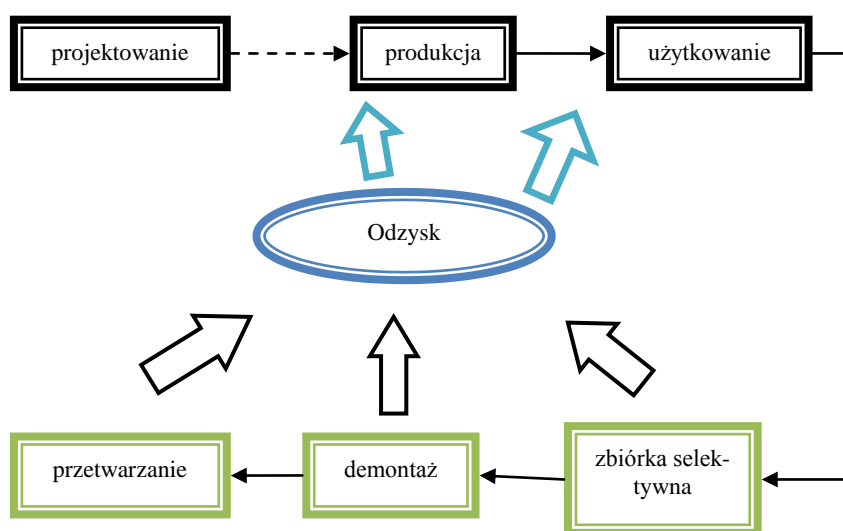 projektowanie
produkcja
użytkowanie
Odzysk
przetwarzanie
demontaż
zbiórka selek-
tywna